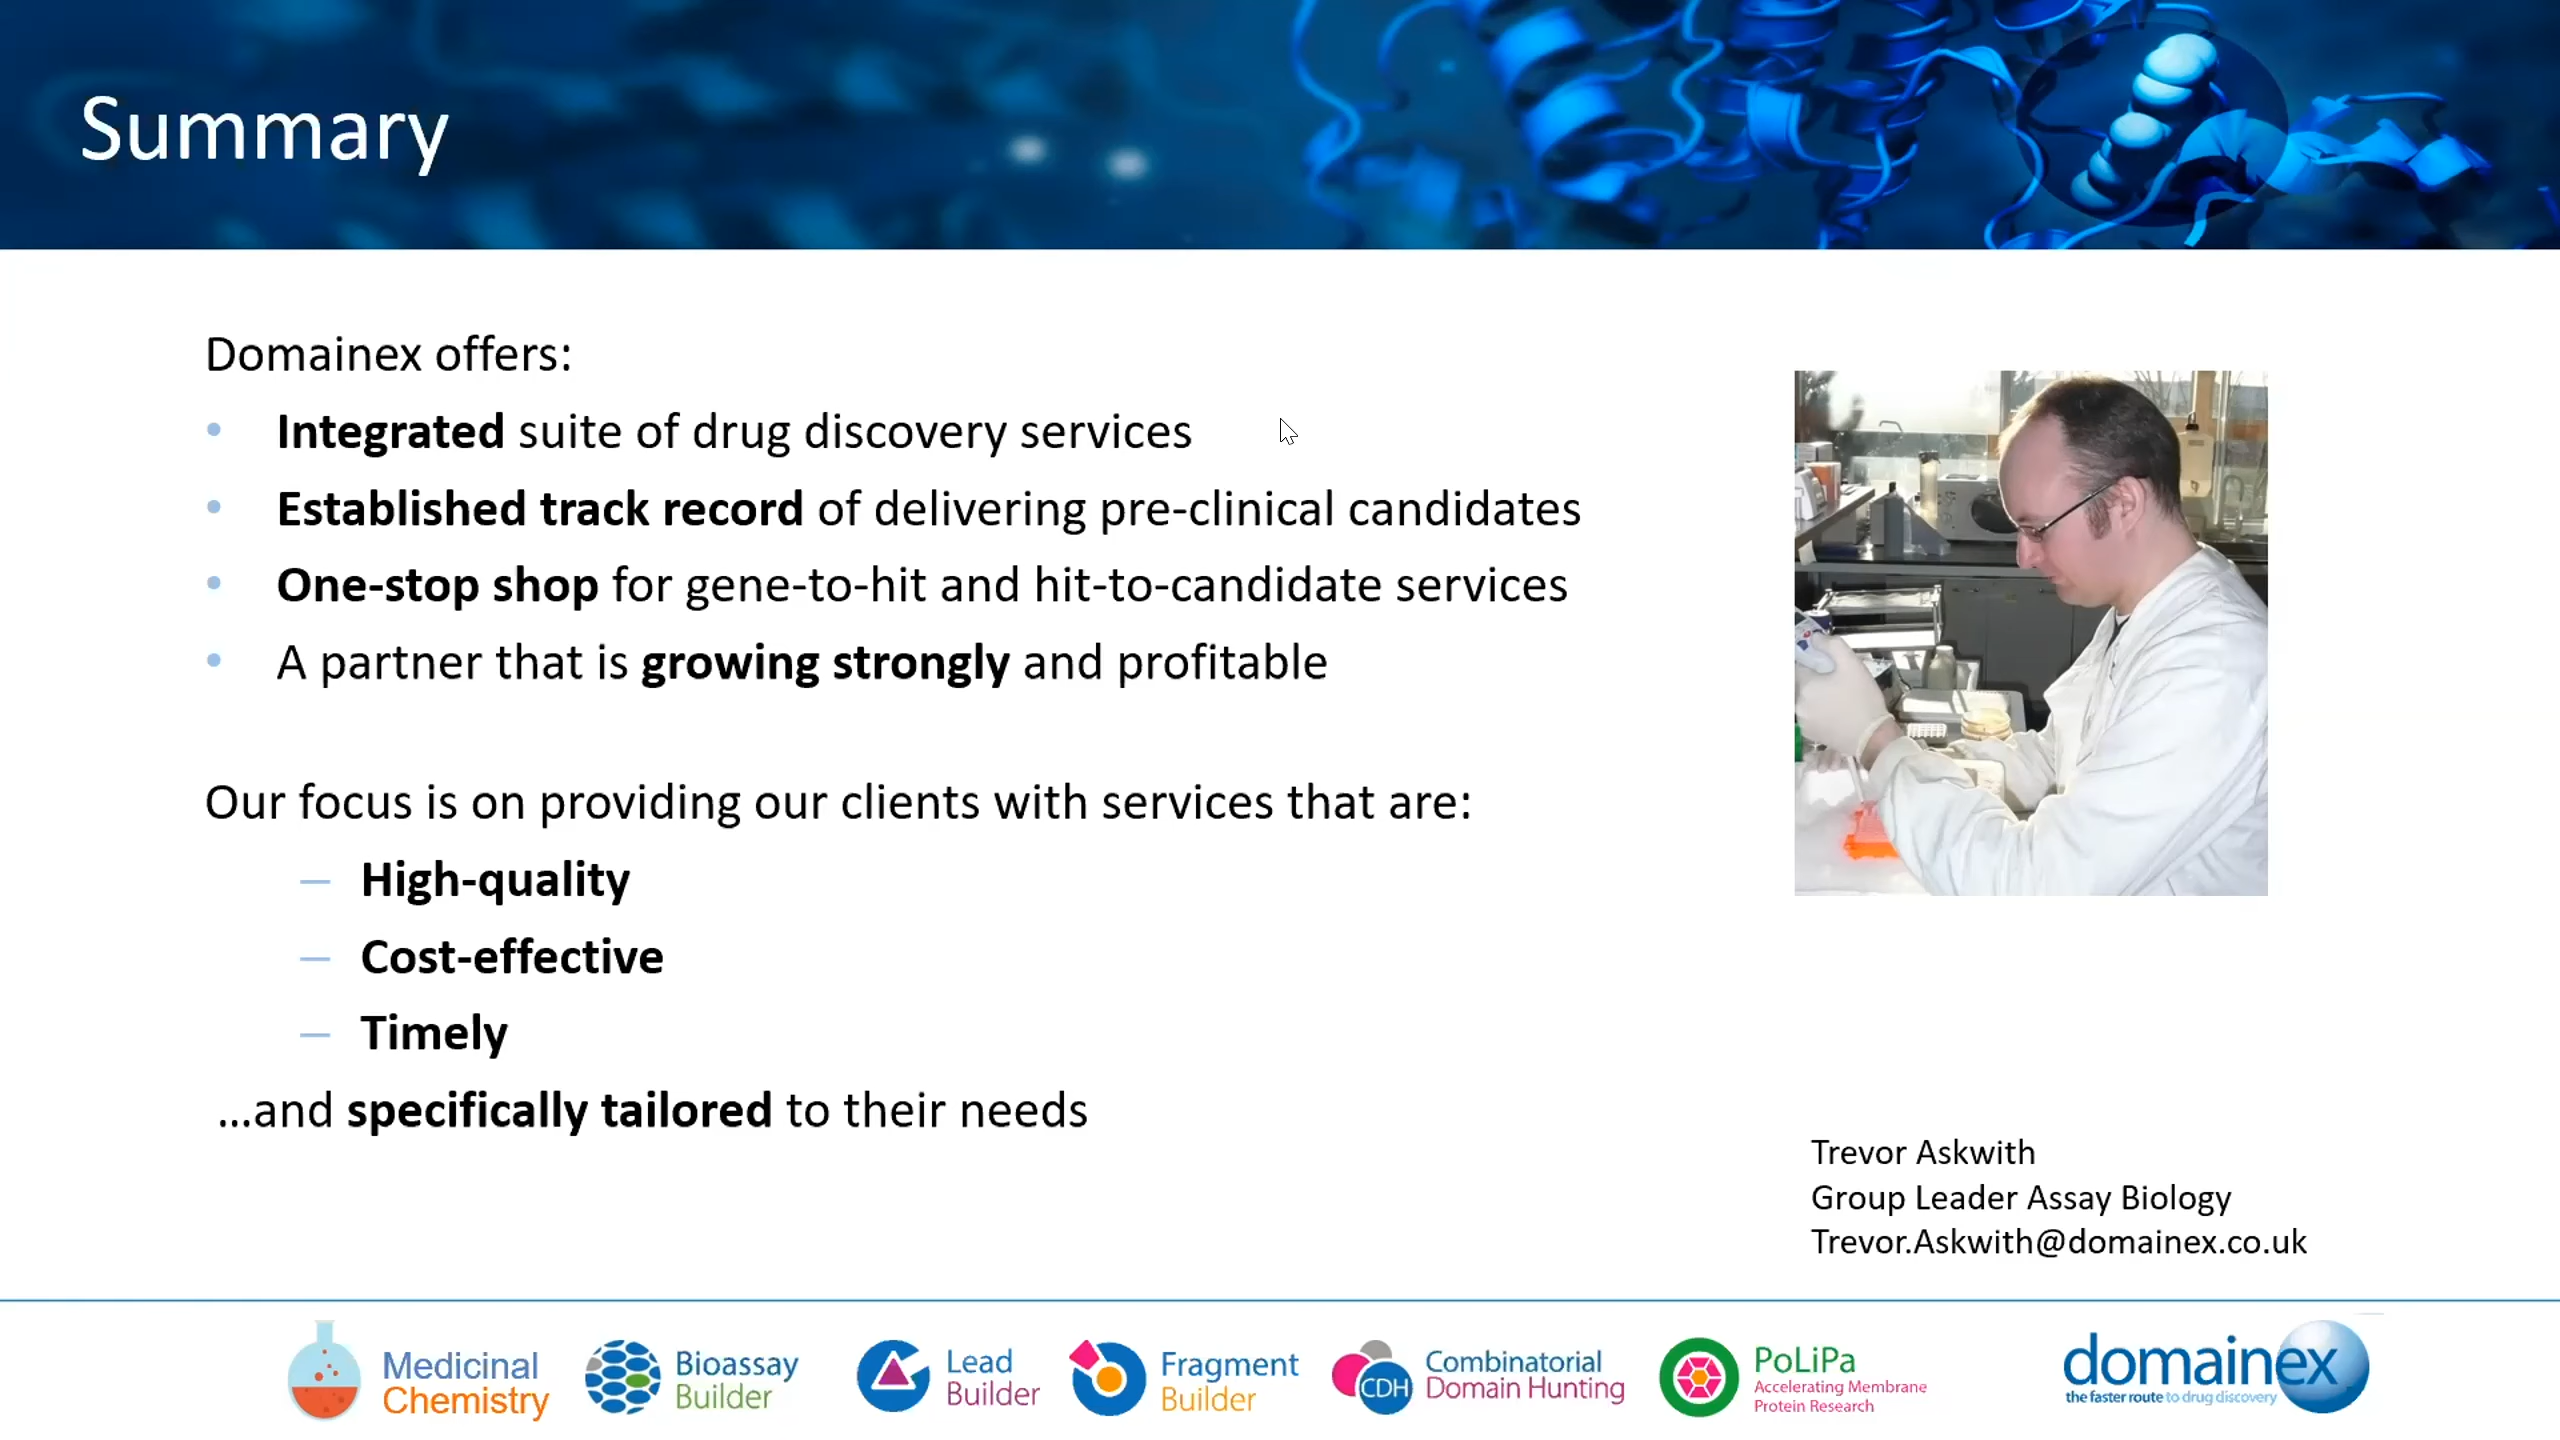 Summary
Domainex offers:
• Integrated suite of drug discovery services
• Established track record of delivering pre-clinical candidates
• One-stop shop for gene-to-hit and hit-to-candidate services
• A partner that is growing strongly and profitable
Our focus is on providing our clients with services that are:
– High-quality
– Cost-effective
– Timely
...and specifically tailored to their needs
Trevor Askwith
Group Leader Assay Biology
Trevor.Askwith@domainex.co.uk
Medicinal
Chemistry
Bioassay
Builder
Lead
Builder
Fragment
Builder
CDH
Combinatorial
Domain Hunting
PoLiPa
Accelerating Membrane
Protein Research
domainex
the faster route to drug discovery